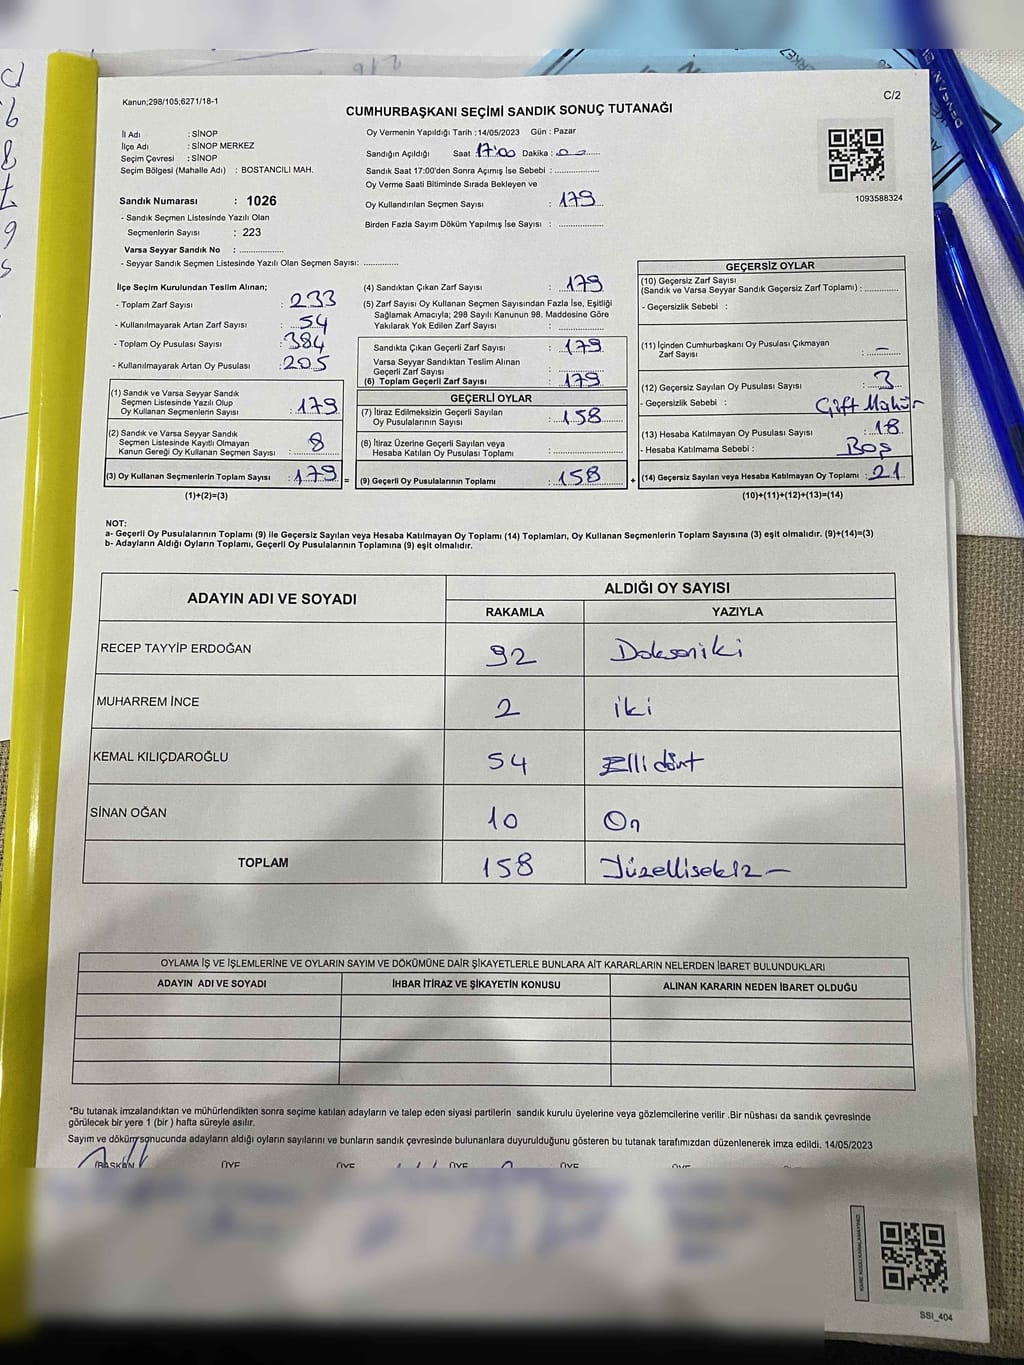 Kanun;298/105;6271/18-1
C/2
CUMHURBAŞKANI SEÇİMİ SANDIK SONUÇ TUTANAĞI
İl Adı : SİNOP
İlçe Adı : SİNOP MERKEZ
Seçim Çevresi : SİNOP
Seçim Bölgesi (Mahalle Adı) : BOSTANCILI MAH.
Sandık Numarası : 1026
- Sandık Seçmen Listesinde Yazılı Olan
Seçmenlerin Sayısı : 223
Varsa Seyyar Sandık No : ................
- Seyyar Sandık Seçmen Listesinde Yazılı Olan Seçmen Sayısı: ............
Oy Vermenin Yapıldığı Tarih :14/05/2023 Gün : Pazar
Sandığın Açıldığı Saat 17:00 Dakika :
Sandık Saat 17:00'den Sonra Açımış İse Sebebi : ...............
Oy Verme Saati Bitiminde Sırada Bekleyen ve
Oy Kullandırılan Seçmen Sayısı : 179
Birden Fazla Sayım Döküm Yapılmış İse Sayısı : ...............
1093588324
İlçe Seçim Kurulundan Teslim Alınan;
- Toplam Zarf Sayısı : 233
- Kullanılmayarak Artan Zarf Sayısı : 54
- Toplam Oy Pusulası Sayısı : 384
- Kullanılmayarak Artan Oy Pusulası : 205
(1) Sandık ve Varsa Seyyar Sandık
Seçmen Listesinde Yazılı Olup
Oy Kullanan Seçmenlerin Sayısı : 179
(2) Sandık ve Varsa Seyyar Sandık
Seçmen Listesinde Kayıtlı Olmayan
Kanun Gereği Oy Kullanan Seçmen Sayısı : 8
(3) Oy Kullanan Seçmenlerin Toplam Sayısı : 179 =
(1)+(2)=(3)
(4) Sandıktan Çıkan Zarf Sayısı : 179
(5) Zarf Sayısı Oy Kullanan Seçmen Sayısından Fazla İse, Eşitliği
Sağlamak Amacıyla; 298 Sayılı Kanunun 98. Maddesine Göre
Yakılarak Yok Edilen Zarf Sayısı : ...............
Sandıkta Çıkan Geçerli Zarf Sayısı : 179
Varsa Seyyar Sandıktan Teslim Alınan
Geçerli Zarf Sayısı : ...............
(6) Toplam Geçerli Zarf Sayısı : 179
GEÇERLİ OYLAR
(7) İtiraz Edilmeksizin Geçerli Sayılan
Oy Pusulalarının Sayısı : 158
(8) İtiraz Üzerine Geçerli Sayılan veya
Hesaba Katılan Oy Pusulası Toplamı : ...............
(9) Geçerli Oy Pusulalarının Toplamı : 158 +
GEÇERSİZ OYLAR
(10) Geçersiz Zarf Sayısı
(Sandık ve Varsa Seyyar Sandık Geçersiz Zarf Toplamı) : ............
- Geçersizlik Sebebi :
(11) İçinden Cumhurbaşkanı Oy Pusulası Çıkmayan
Zarf Sayısı : –
(12) Geçersiz Sayılan Oy Pusulası Sayısı : 3
- Geçersizlik Sebebi : Çift Mühür
(13) Hesaba Katılmayan Oy Pusulası Sayısı : 18
- Hesaba Katılmama Sebebi : Boş
(14) Geçersiz Sayılan veya Hesaba Katılmayan Oy Toplamı : 21
(10)+(11)+(12)+(13)=(14)
NOT:
a- Geçerli Oy Pusulalarının Toplamı (9) ile Geçersiz Sayılan veya Hesaba Katılmayan Oy Toplamı (14) Toplamları, Oy Kullanan Seçmenlerin Toplam Sayısına (3) eşit olmalıdır. (9)+(14)=(3)
b- Adayların Aldığı Oyların Toplamı, Geçerli Oy Pusulalarının Toplamına (9) eşit olmalıdır.
ADAYIN ADI VE SOYADI ALDIĞI OY SAYISI
RAKAMLA YAZIYLA
RECEP TAYYİP ERDOĞAN 92 Doksaniki
MUHARREM İNCE 2 iki
KEMAL KILIÇDAROĞLU 54 Ellidört
SİNAN OĞAN 10 On
TOPLAM 158 Yüzellisekiz –
OYLAMA İŞ VE İŞLEMLERİNE VE OYLARIN SAYIM VE DÖKÜMÜNE DAİR ŞİKAYETLERLE BUNLARA AİT KARARLARIN NELERDEN İBARET BULUNDUKLARI
ADAYIN ADI VE SOYADI İHBAR İTİRAZ VE ŞİKAYETİN KONUSU ALINAN KARARIN NEDEN İBARET OLDUĞU
*Bu tutanak imzalandıktan ve mühürlendikten sonra seçime katılan adayların ve talep eden siyasi partilerin sandık kurulu üyelerine veya gözlemcilerine verilir .Bir nüshası da sandık çevresinde
görülecek bir yere 1 (bir ) hafta süreyle asılır.
Sayım ve döküm sonucunda adayların aldığı oyların sayılarını ve bunların sandık çevresinde bulunanlara duyurulduğunu gösteren bu tutanak tarafımızdan düzenlenerek imza edildi. 14/05/2023
BAŞKAN ÜYE ÜYE ÜYE ÜYE ÜYE
SSI_404